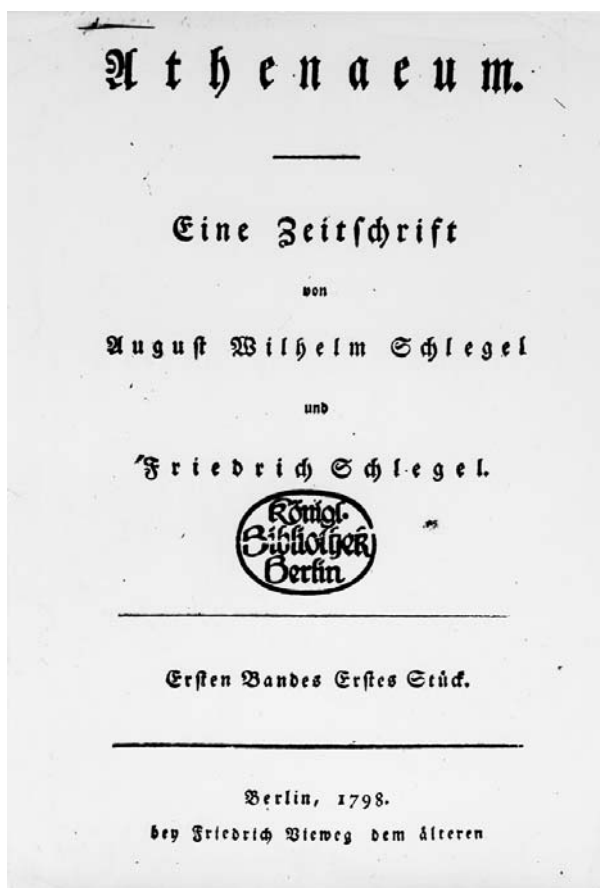 Athenaeum.
Eine Zeitſchrift
von
Auguſt Wilhelm Schlegel
und
Friedrich Schlegel.
Königl.
Bibliothek
Berlin
Erſten Bandes Erſtes Stück.
Berlin, 1798.
bey Friedrich Vieweg dem älteren